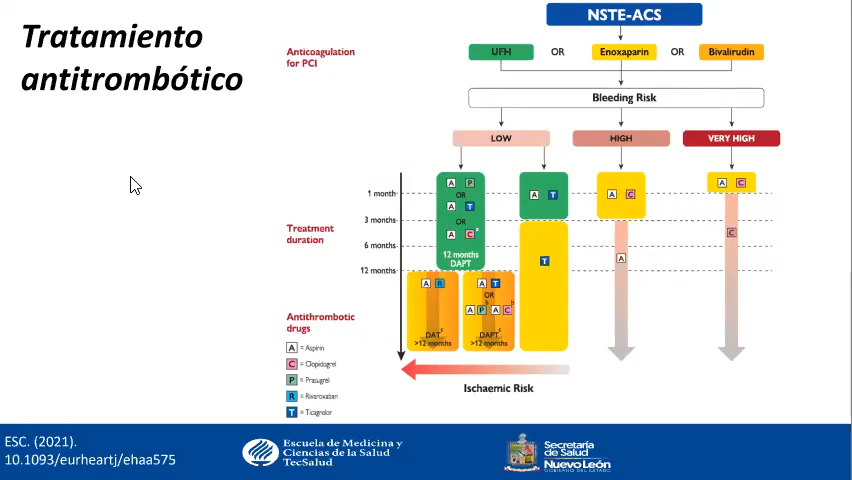 Tratamiento
antitrombótico
NSTE-ACS
Anticoagulation
for PCI
UFH OR Enoxaparin OR Bivalirudin
Bleeding Risk
LOW HIGH VERY HIGH
Treatment
duration
1 month
3 months
6 months
12 months
A P
OR
A T
OR
A C a
12 months
DAPT
A T
T
A C
A
A C
C
A R
DAT c
>12 months
A T
OR
A P b A C b
DAPT c
>12 months
Ischaemic Risk
Antithrombotic
drugs
A = Aspirin
C = Clopidogrel
P = Prasugrel
R = Rivaroxaban
T = Ticagrelor
ESC. (2021).
10.1093/eurheartj/ehaa575
Escuela de Medicina y
Ciencias de la Salud
TecSalud
Secretaría
de Salud
Nuevo León
GOBIERNO DEL ESTADO